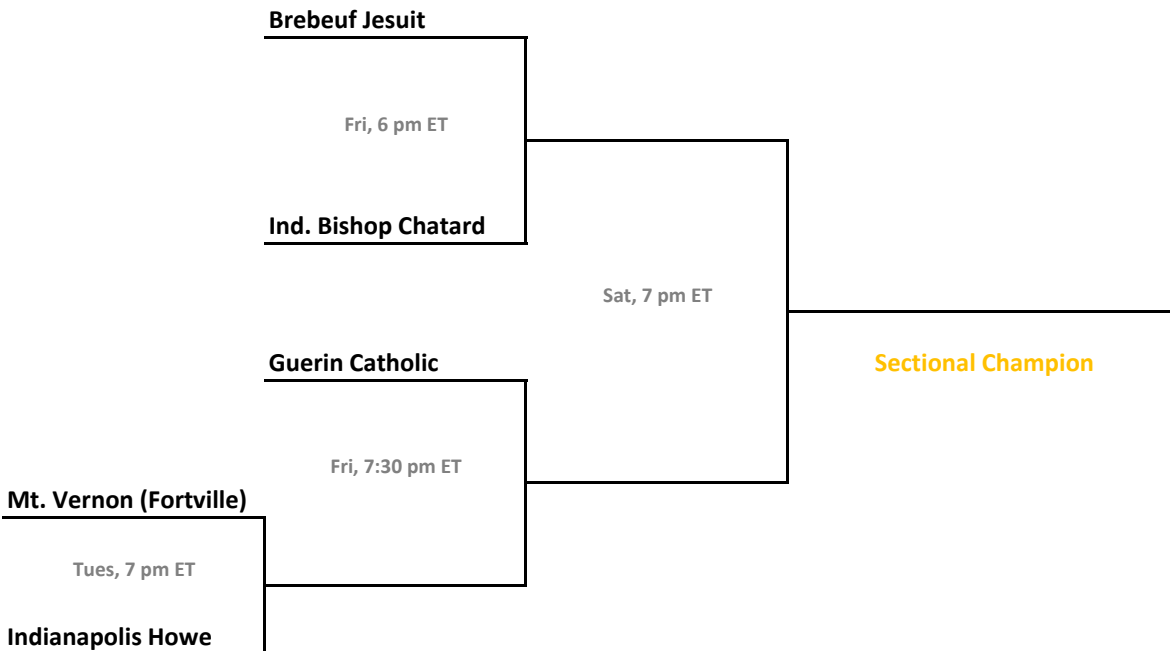 Brebeuf Jesuit
Fri, 6 pm ET
Ind. Bishop Chatard
Sat, 7 pm ET
Guerin Catholic
Sectional Champion
Fri, 7:30 pm ET
Mt. Vernon (Fortville)
Tues, 7 pm ET
Indianapolis Howe